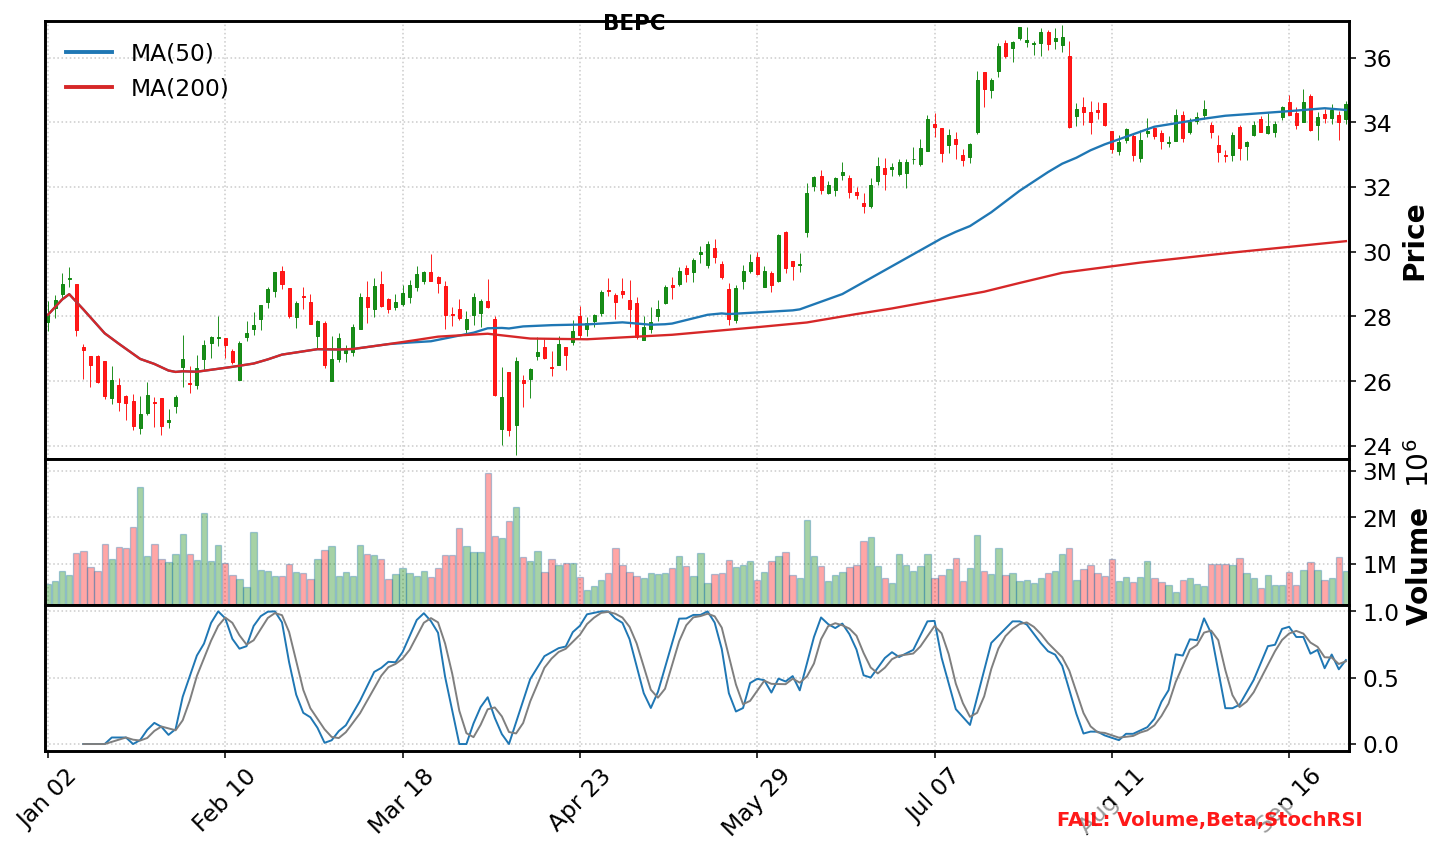 BEPC
MA(50)
MA(200)
36
34
32
30
28
26
24
Price
3M
2M
1M
Volume 10^6
1.0
0.5
0.0
Jan 02
Feb 10
Mar 18
Apr 23
May 29
Jul 07
Aug 11
Sep 16
FAIL: Volume,Beta,StochRSI